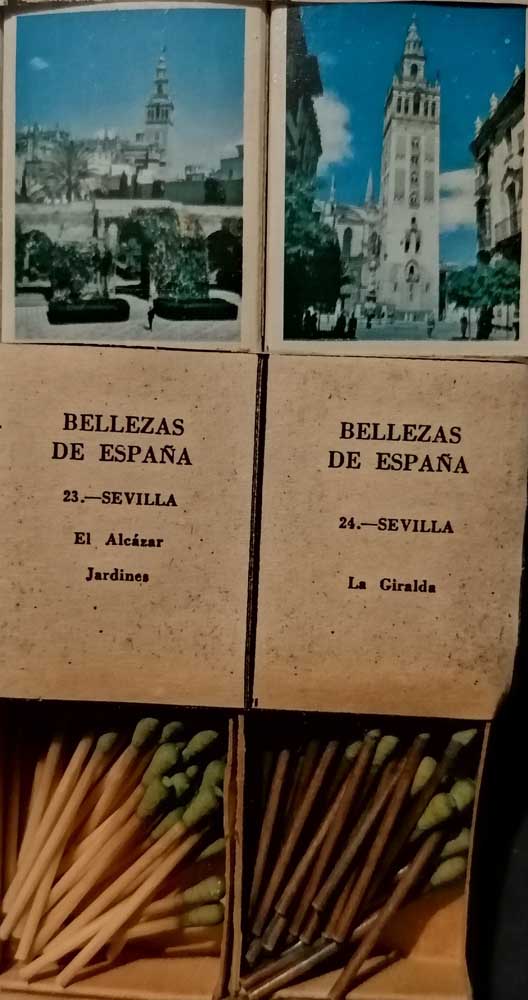 BELLEZAS
DE ESPAÑA
23.—SEVILLA
El Alcázar
Jardines
BELLEZAS
DE ESPAÑA
24.—SEVILLA
La Giralda